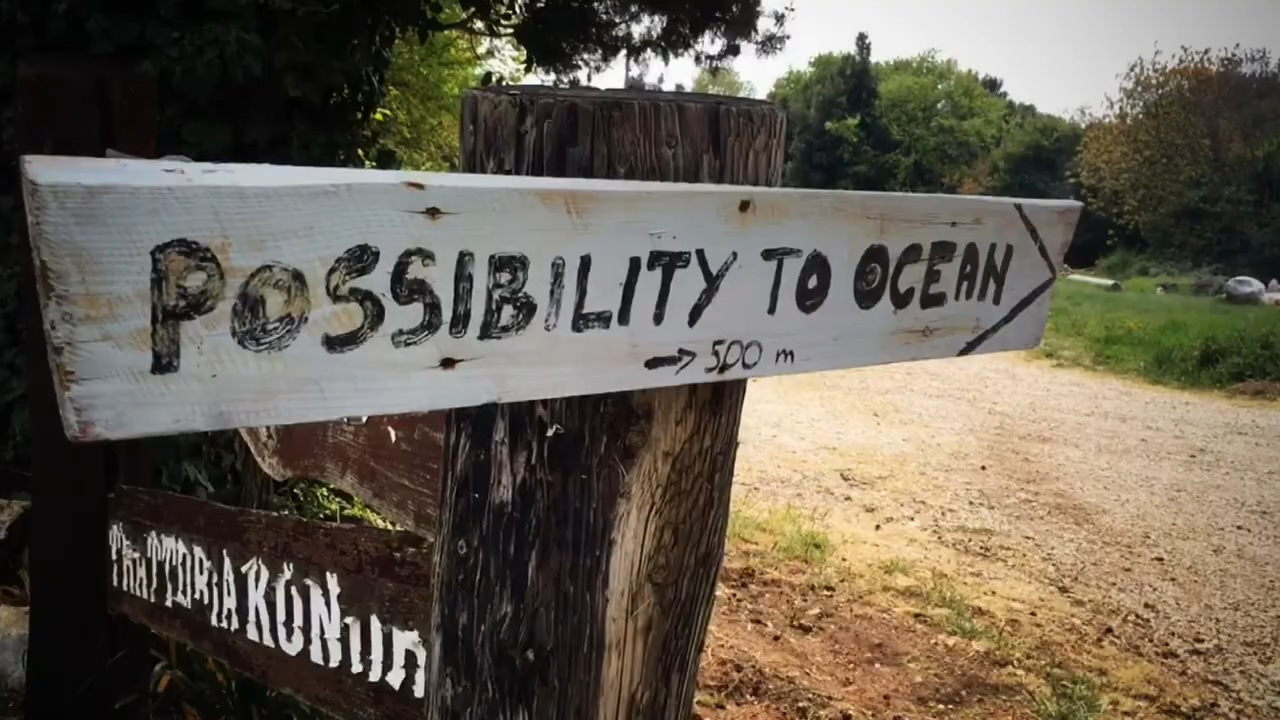 POSSIBILITY TO OCEAN
→ 500 m
TRATTORIA